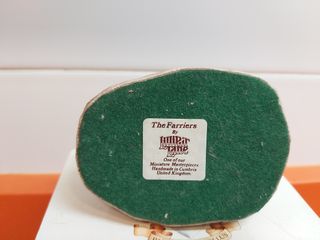 The Farriers
By
Lilliput
Lane
One of our
Miniature Masterpieces
Handmade in Cumbria
United Kingdom.